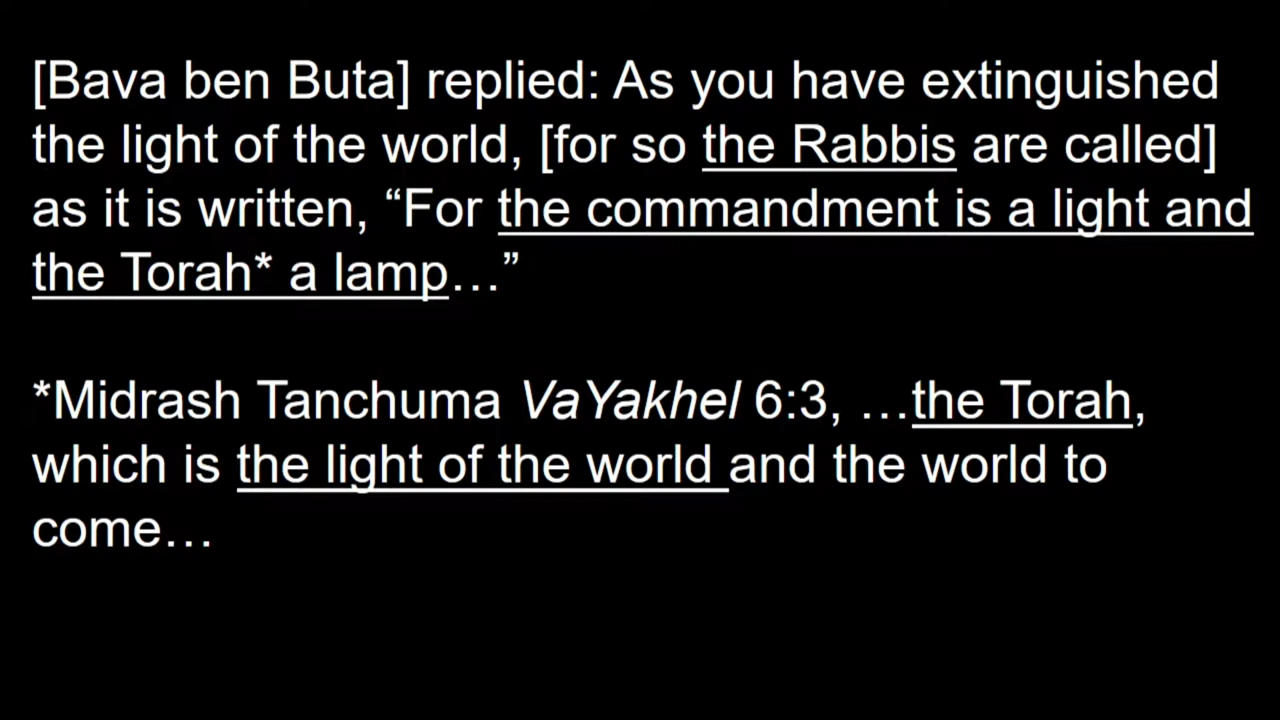 [Bava ben Buta] replied: As you have extinguished
the light of the world, [for so the Rabbis are called]
as it is written, “For the commandment is a light and
the Torah* a lamp…”
*Midrash Tanchuma VaYakhel 6:3, …the Torah,
which is the light of the world and the world to
come…